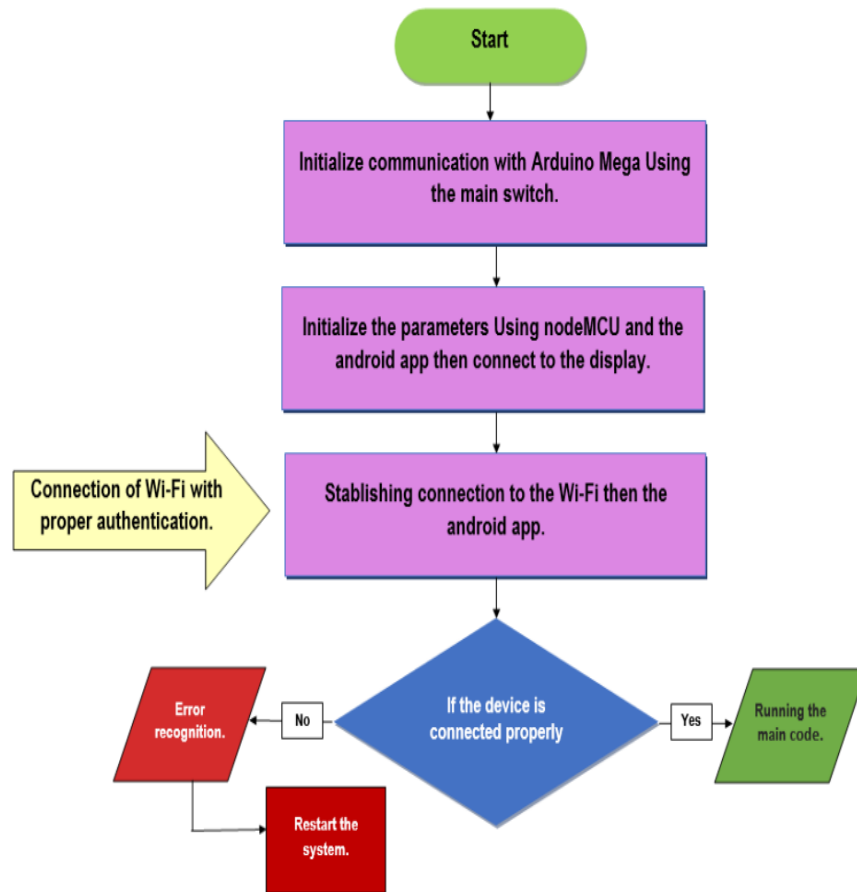 Start
Initialize communication with Arduino Mega Using
the main switch.
Initialize the parameters Using nodeMCU and the
android app then connect to the display.
Connection of Wi-Fi with
proper authentication.
Stablishing connection to the Wi-Fi then the
android app.
If the device is
connected properly
No
Yes
Error
recognition.
Running the
main code.
Restart the
system.